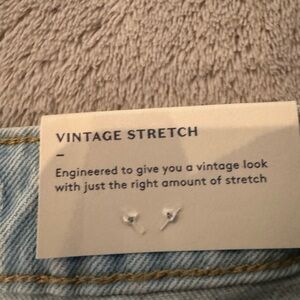 VINTAGE STRETCH
–
Engineered to give you a vintage look
with just the right amount of stretch